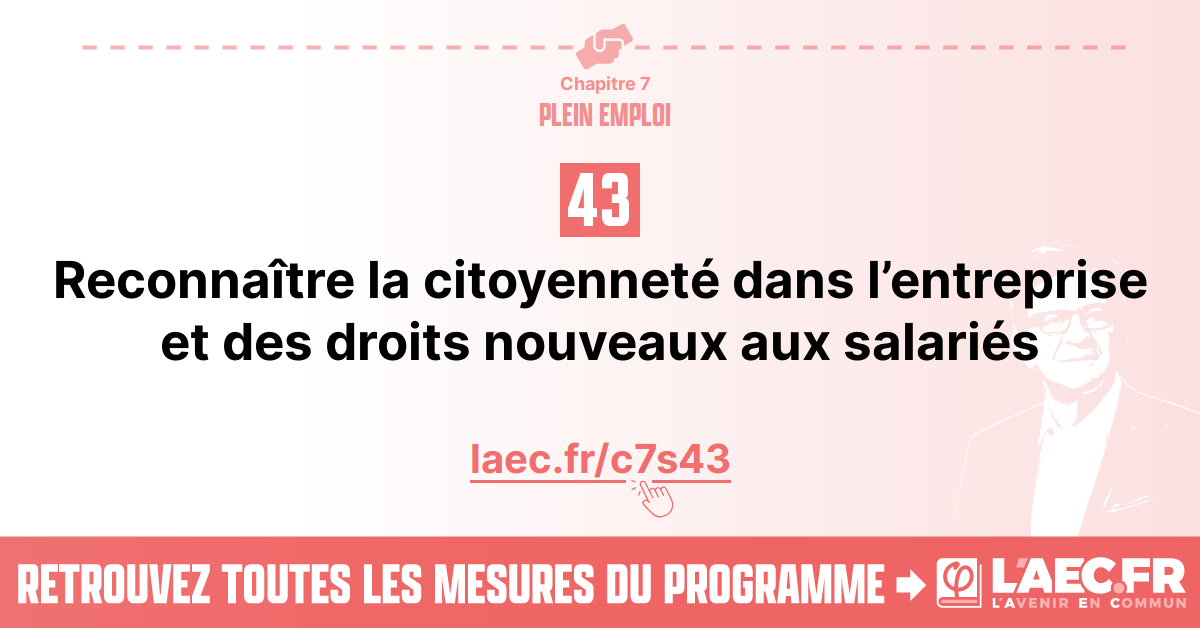 Chapitre 7
PLEIN EMPLOI
43
Reconnaître la citoyenneté dans l’entreprise
et des droits nouveaux aux salariés
laec.fr/c7s43
RETROUVEZ TOUTES LES MESURES DU PROGRAMME
φ L'AEC.FR
L'AVENIR EN COMMUN